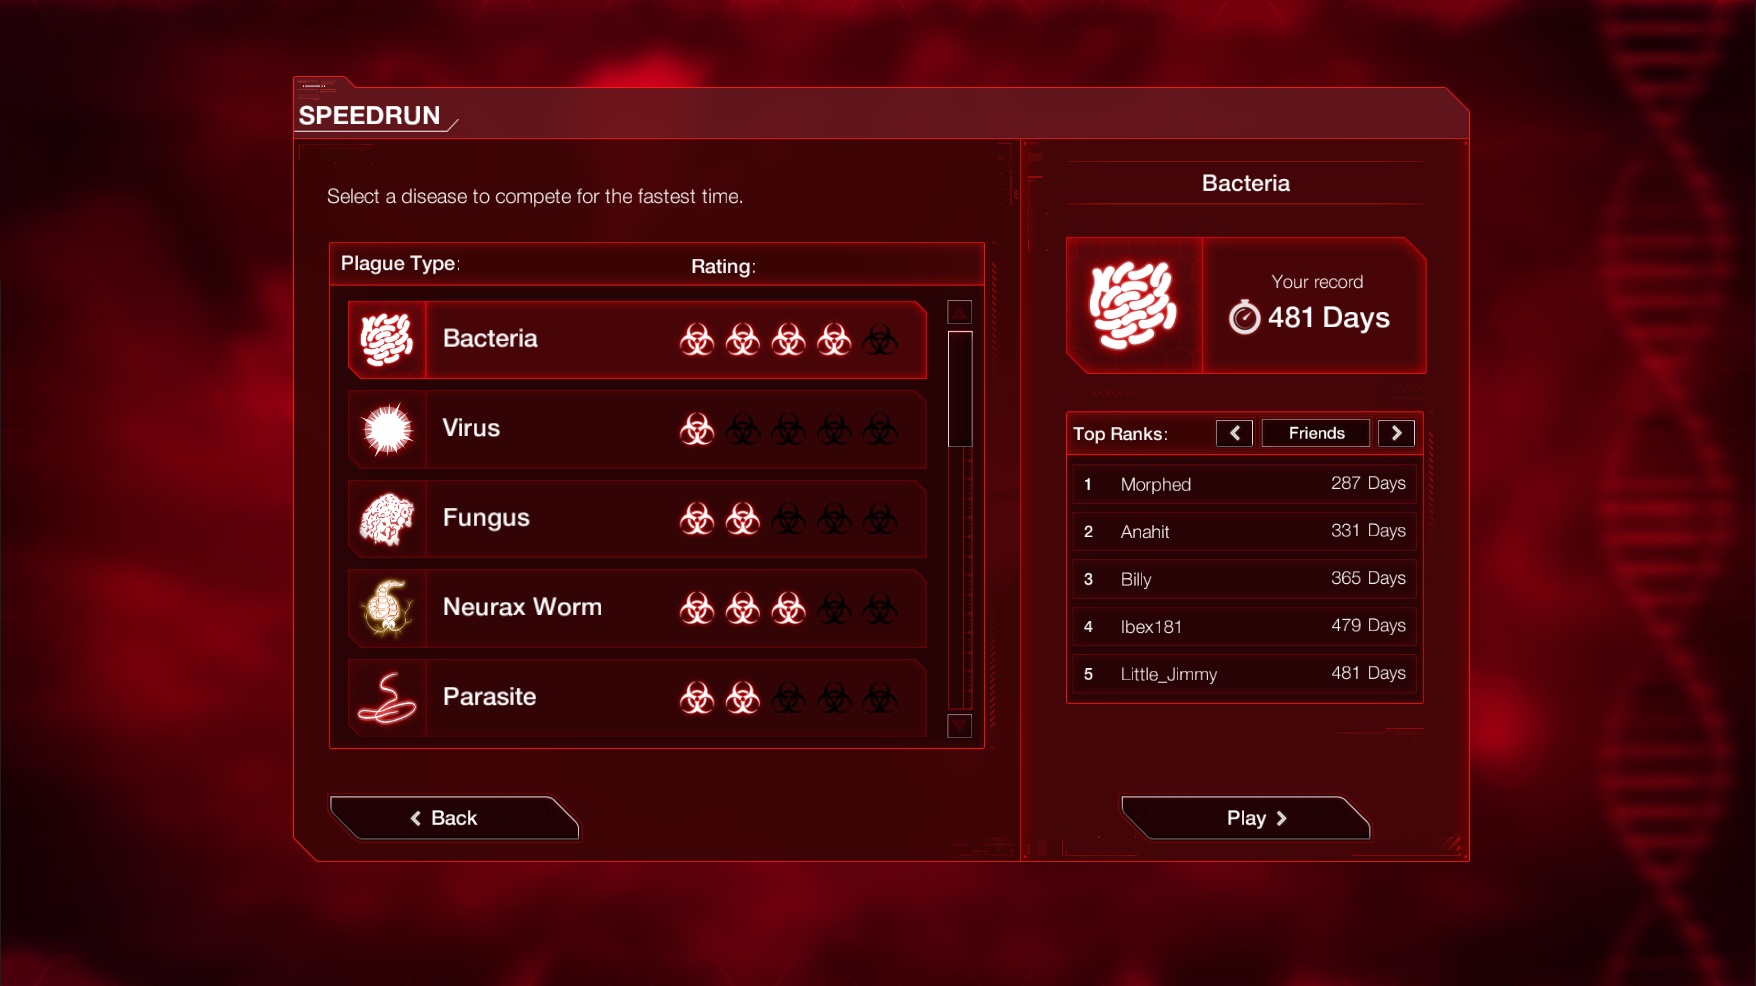 SPEEDRUN
Select a disease to compete for the fastest time.
Plague Type: Rating:
Bacteria
Virus
Fungus
Neurax Worm
Parasite
Back
Bacteria
Your record
481 Days
Top Ranks: Friends
1 Morphed 287 Days
2 Anahit 331 Days
3 Billy 365 Days
4 Ibex181 479 Days
5 Little_Jimmy 481 Days
Play